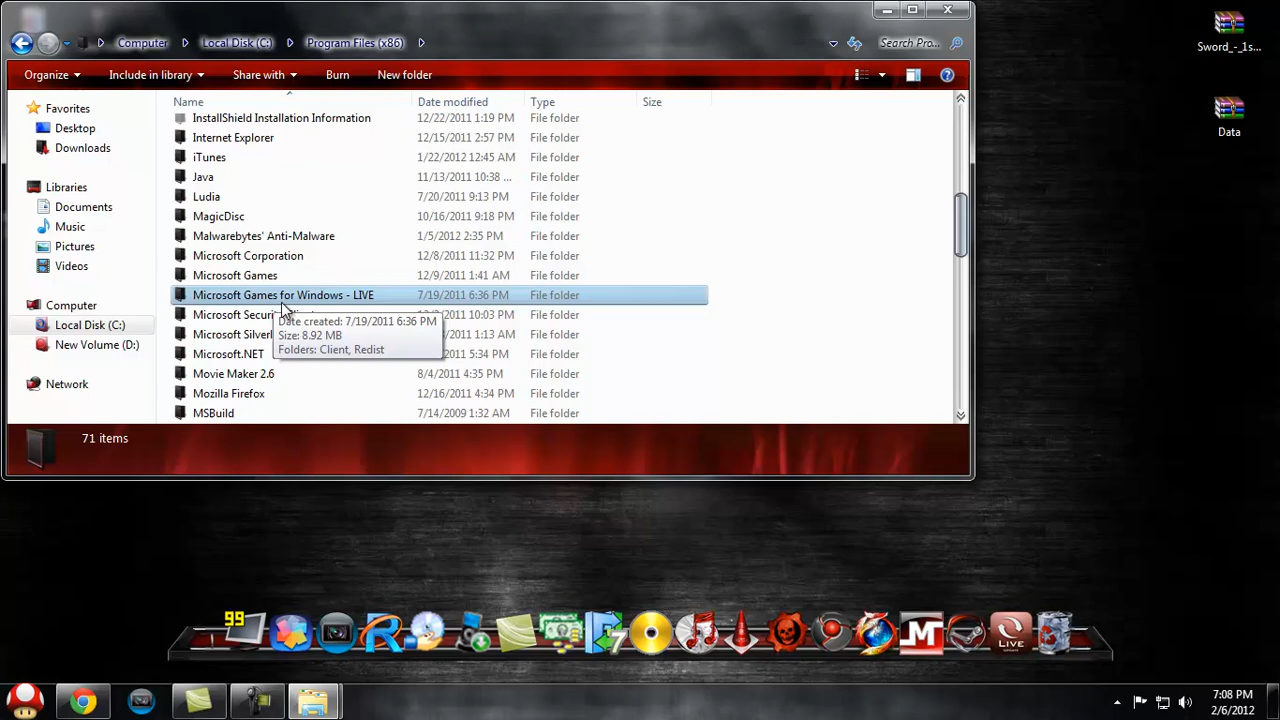 Computer Local Disk (C:) Program Files (x86) Search Pro...
Organize Include in library Share with Burn New folder
Name Date modified Type Size
Favorites
Desktop
Downloads
Libraries
Documents
Music
Pictures
Videos
Computer
Local Disk (C:)
New Volume (D:)
Network
InstallShield Installation Information 12/22/2011 1:19 PM File folder
Internet Explorer 12/15/2011 2:57 PM File folder
iTunes 1/22/2012 12:45 AM File folder
Java 11/13/2011 10:38 ... File folder
Ludia 7/20/2011 9:13 PM File folder
MagicDisc 10/16/2011 9:18 PM File folder
Malwarebytes' Anti-Malware 1/5/2012 2:35 PM File folder
Microsoft Corporation 12/8/2011 11:32 PM File folder
Microsoft Games 12/9/2011 1:41 AM File folder
Microsoft Games for Windows - LIVE 7/19/2011 6:36 PM File folder
Microsoft 10:03 PM File folder
Microsoft 1:13 AM File folder
Microsoft.NET 5:34 PM File folder
Movie Maker 2.6 8/4/2011 4:35 PM File folder
Mozilla Firefox 12/16/2011 4:34 PM File folder
MSBuild 7/14/2009 1:32 AM File folder
Date created: 7/19/2011 6:36 PM
Size: 8.92 MB
Folders: Client, Redist
71 items
Sword_-_1s...
Data
99
7
M
LIVE
7:08 PM
2/6/2012